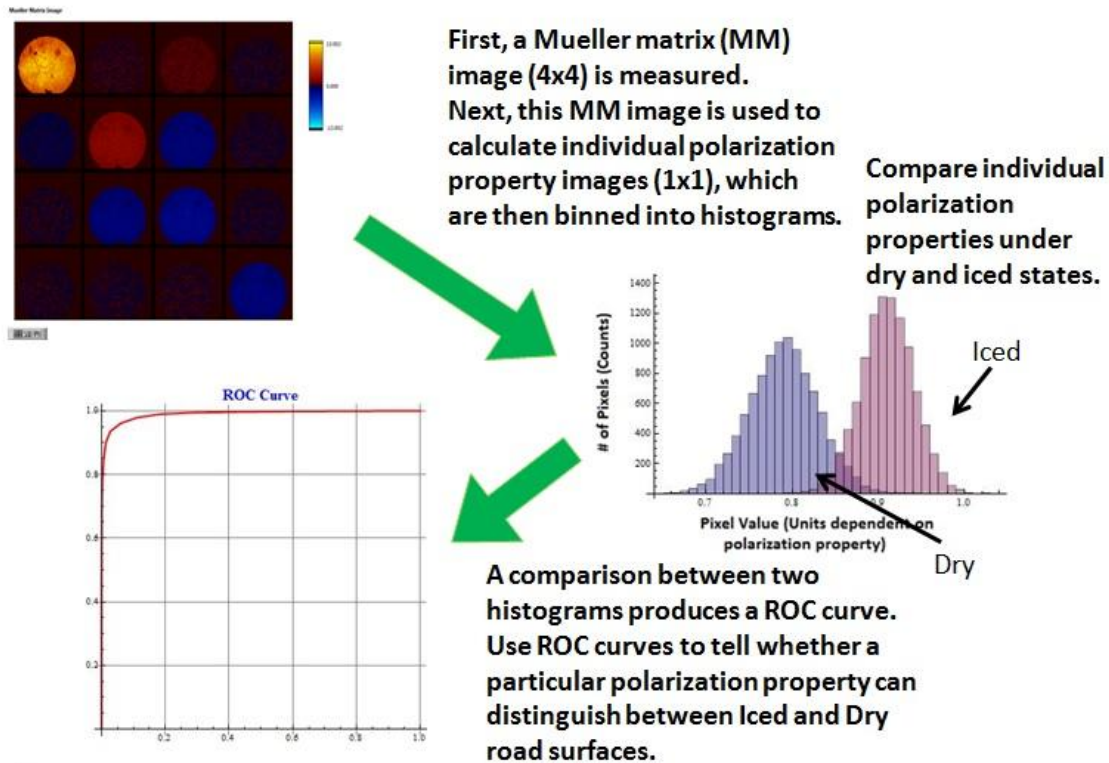 Mueller Matrix Image
0.000
First, a Mueller matrix (MM)
image (4x4) is measured.
Next, this MM image is used to
calculate individual polarization
property images (1x1), which
are then binned into histograms.
Compare individual
polarization
properties under
dry and iced states.
1400
1200
1000
800
600
400
200
# of Pixels (Counts)
Iced
0.7
0.8
0.9
1.0
Pixel Value (Units dependent on
polarization property)
Dry
ROC Curve
1.0
0.8
0.6
0.4
0.2
0.2
0.4
0.6
0.8
1.0
A comparison between two
histograms produces a ROC curve.
Use ROC curves to tell whether a
particular polarization property can
distinguish between Iced and Dry
road surfaces.